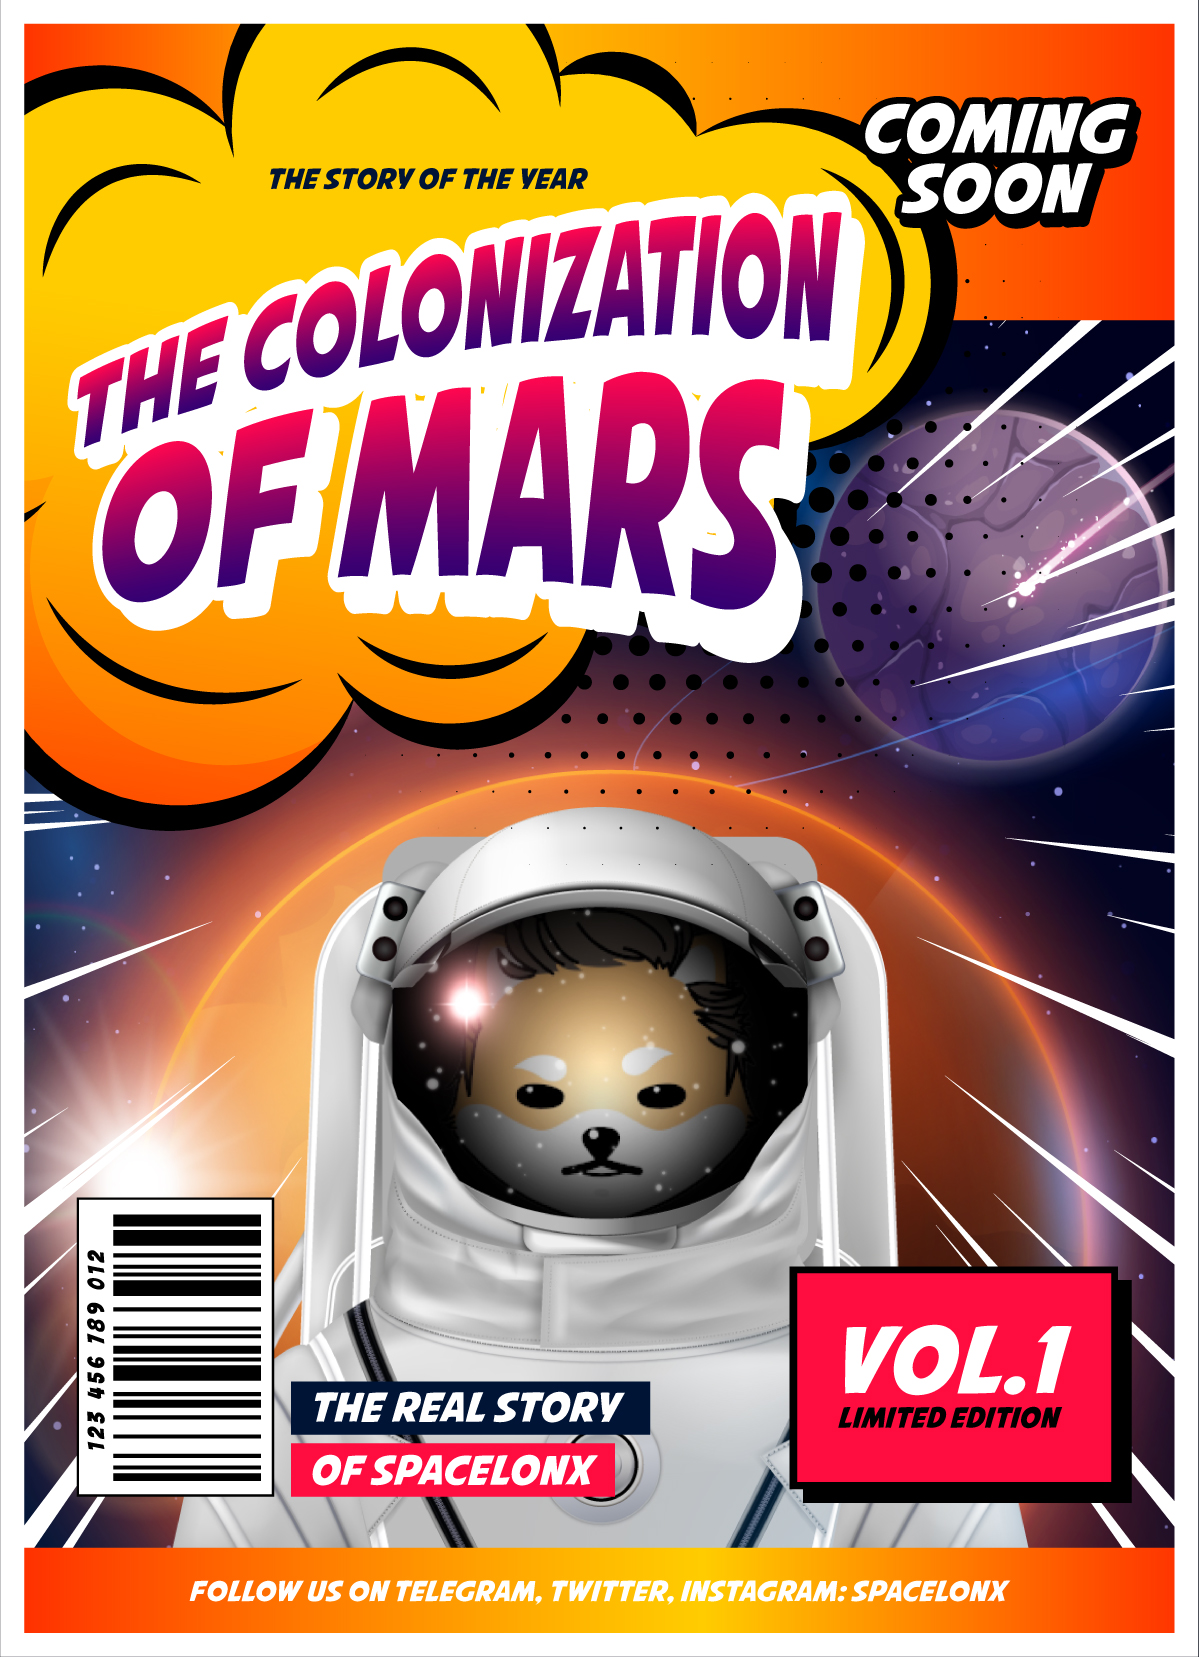 THE STORY OF THE YEAR
COMING
SOON
THE COLONIZATION
OF MARS
123 456 189 012
THE REAL STORY
OF SPACELONX
VOL.1
LIMITED EDITION
FOLLOW US ON TELEGRAM, TWITTER, INSTAGRAM: SPACELONX